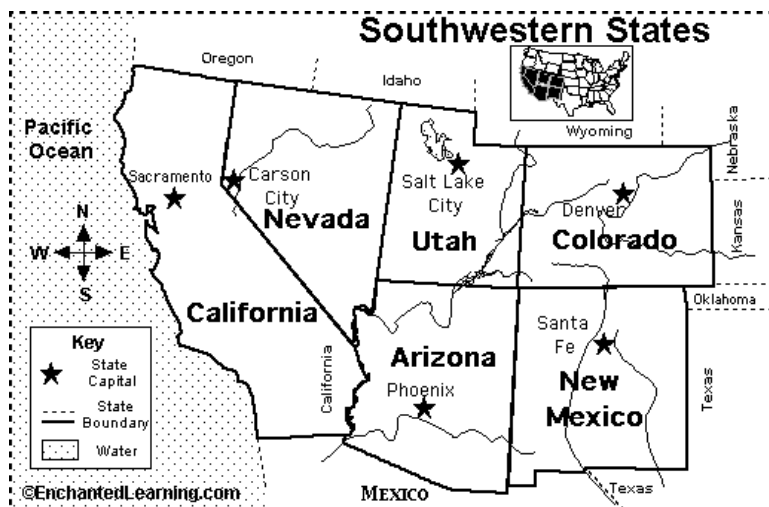 Southwestern States
Oregon
Idaho
Wyoming
Nebraska
Pacific
Ocean
Sacramento
Carson
City
Salt Lake
City
Denver
Kansas
Nevada
Utah
Colorado
N
W E
S
California
Oklahoma
Key
State
Capital
State
Boundary
Water
California
Arizona
Phoenix
Santa
Fe
New
Mexico
Texas
©EnchantedLearning.com
MEXICO
Texas